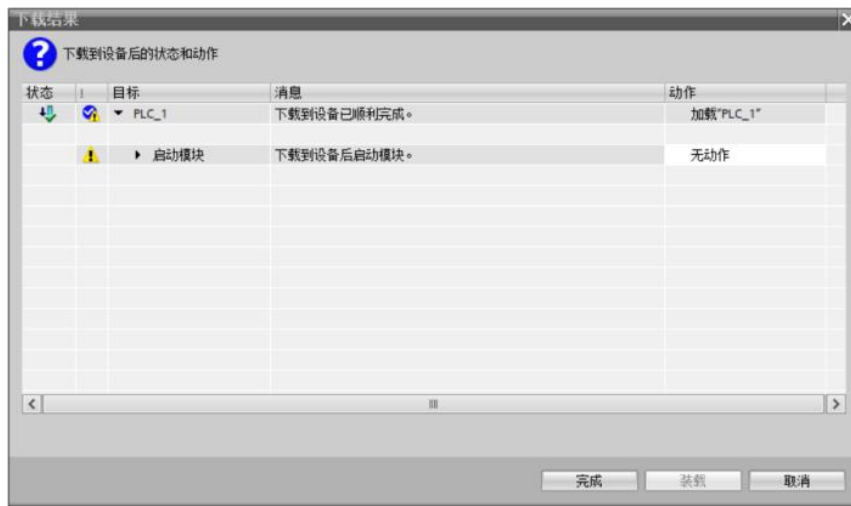 下载结果
下载到设备后的状态和动作
状态 ! 目标 消息 动作
PLC_1 下载到设备已顺利完成。 加载"PLC_1"
启动模块 下载到设备后启动模块。 无动作
完成 装载 取消